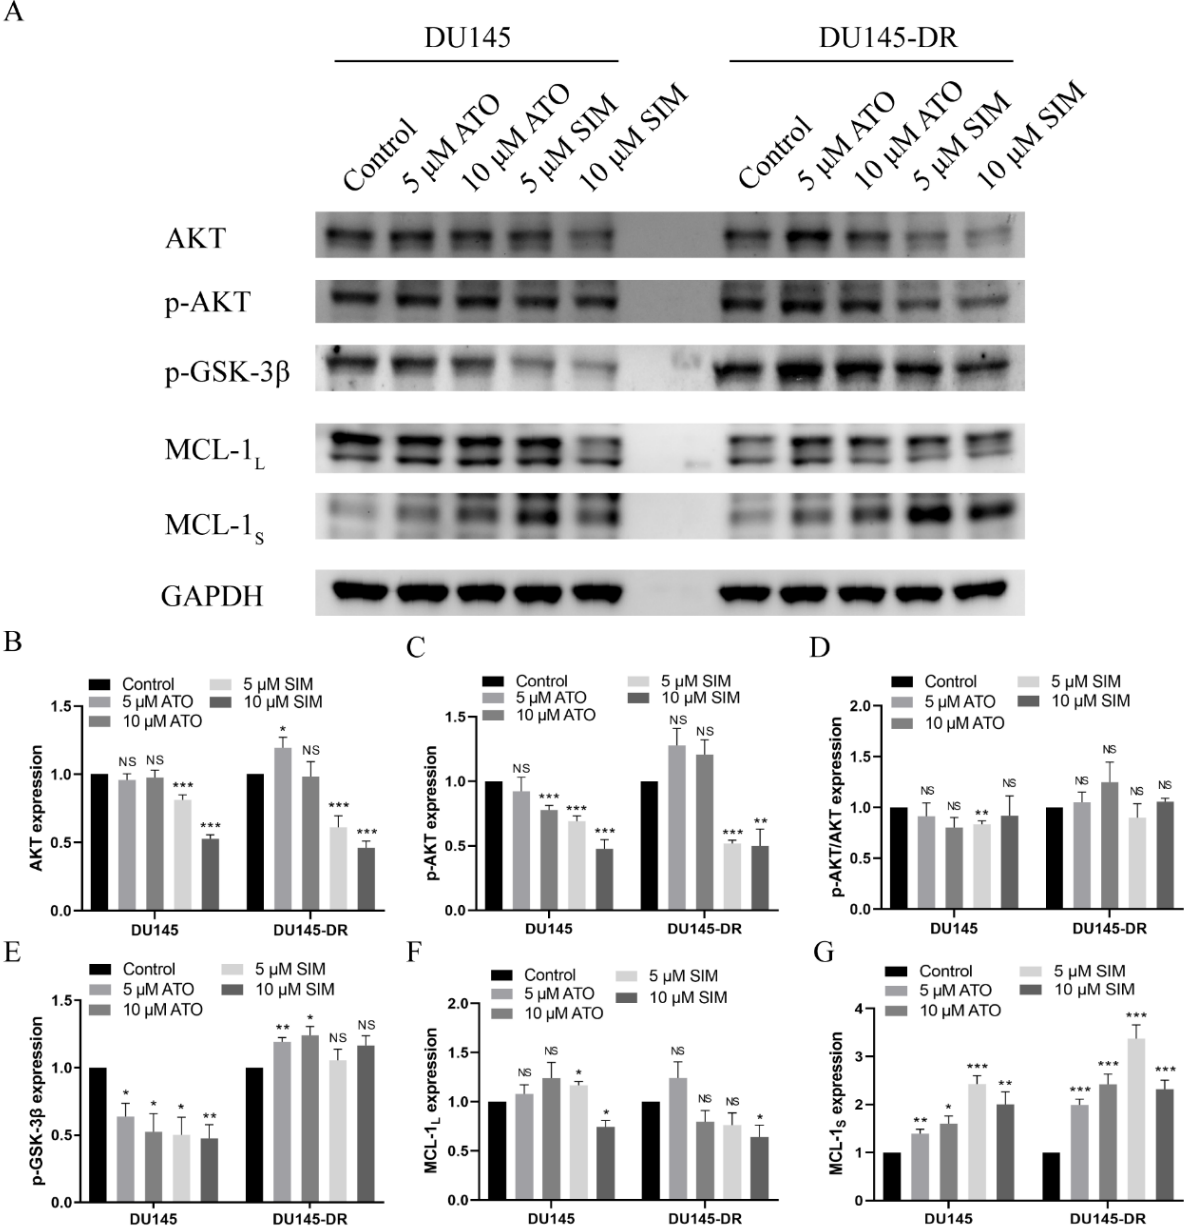 A
DU145 DU145-DR
Control 5 µM ATO 10 µM ATO 5 µM SIM 10 µM SIM Control 5 µM ATO 10 µM ATO 5 µM SIM 10 µM SIM
AKT
p-AKT
p-GSK-3β
MCL-1L
MCL-1S
GAPDH
B
Control 5 µM SIM
5 µM ATO 10 µM SIM
10 µM ATO
AKT expression
1.5
1.0
0.5
0.0
NS NS *** *** * NS *** ***
DU145 DU145-DR
C
Control 5 µM SIM
5 µM ATO 10 µM SIM
10 µM ATO
p-AKT expression
1.5
1.0
0.5
0.0
NS *** *** *** NS NS *** **
DU145 DU145-DR
D
Control 5 µM SIM
5 µM ATO 10 µM SIM
10 µM ATO
p-AKT/AKT expression
2.0
1.5
1.0
0.5
0.0
NS NS ** NS NS NS NS NS
DU145 DU145-DR
E
Control 5 µM SIM
5 µM ATO 10 µM SIM
10 µM ATO
p-GSK-3β expression
1.5
1.0
0.5
0.0
* * * ** ** * NS NS
DU145 DU145-DR
F
Control 5 µM SIM
5 µM ATO 10 µM SIM
10 µM ATO
MCL-1L expression
2.0
1.5
1.0
0.5
0.0
NS NS * * NS NS NS *
DU145 DU145-DR
G
Control 5 µM SIM
5 µM ATO 10 µM SIM
10 µM ATO
MCL-1S expression
4
3
2
1
0
** * *** ** *** *** *** ***
DU145 DU145-DR